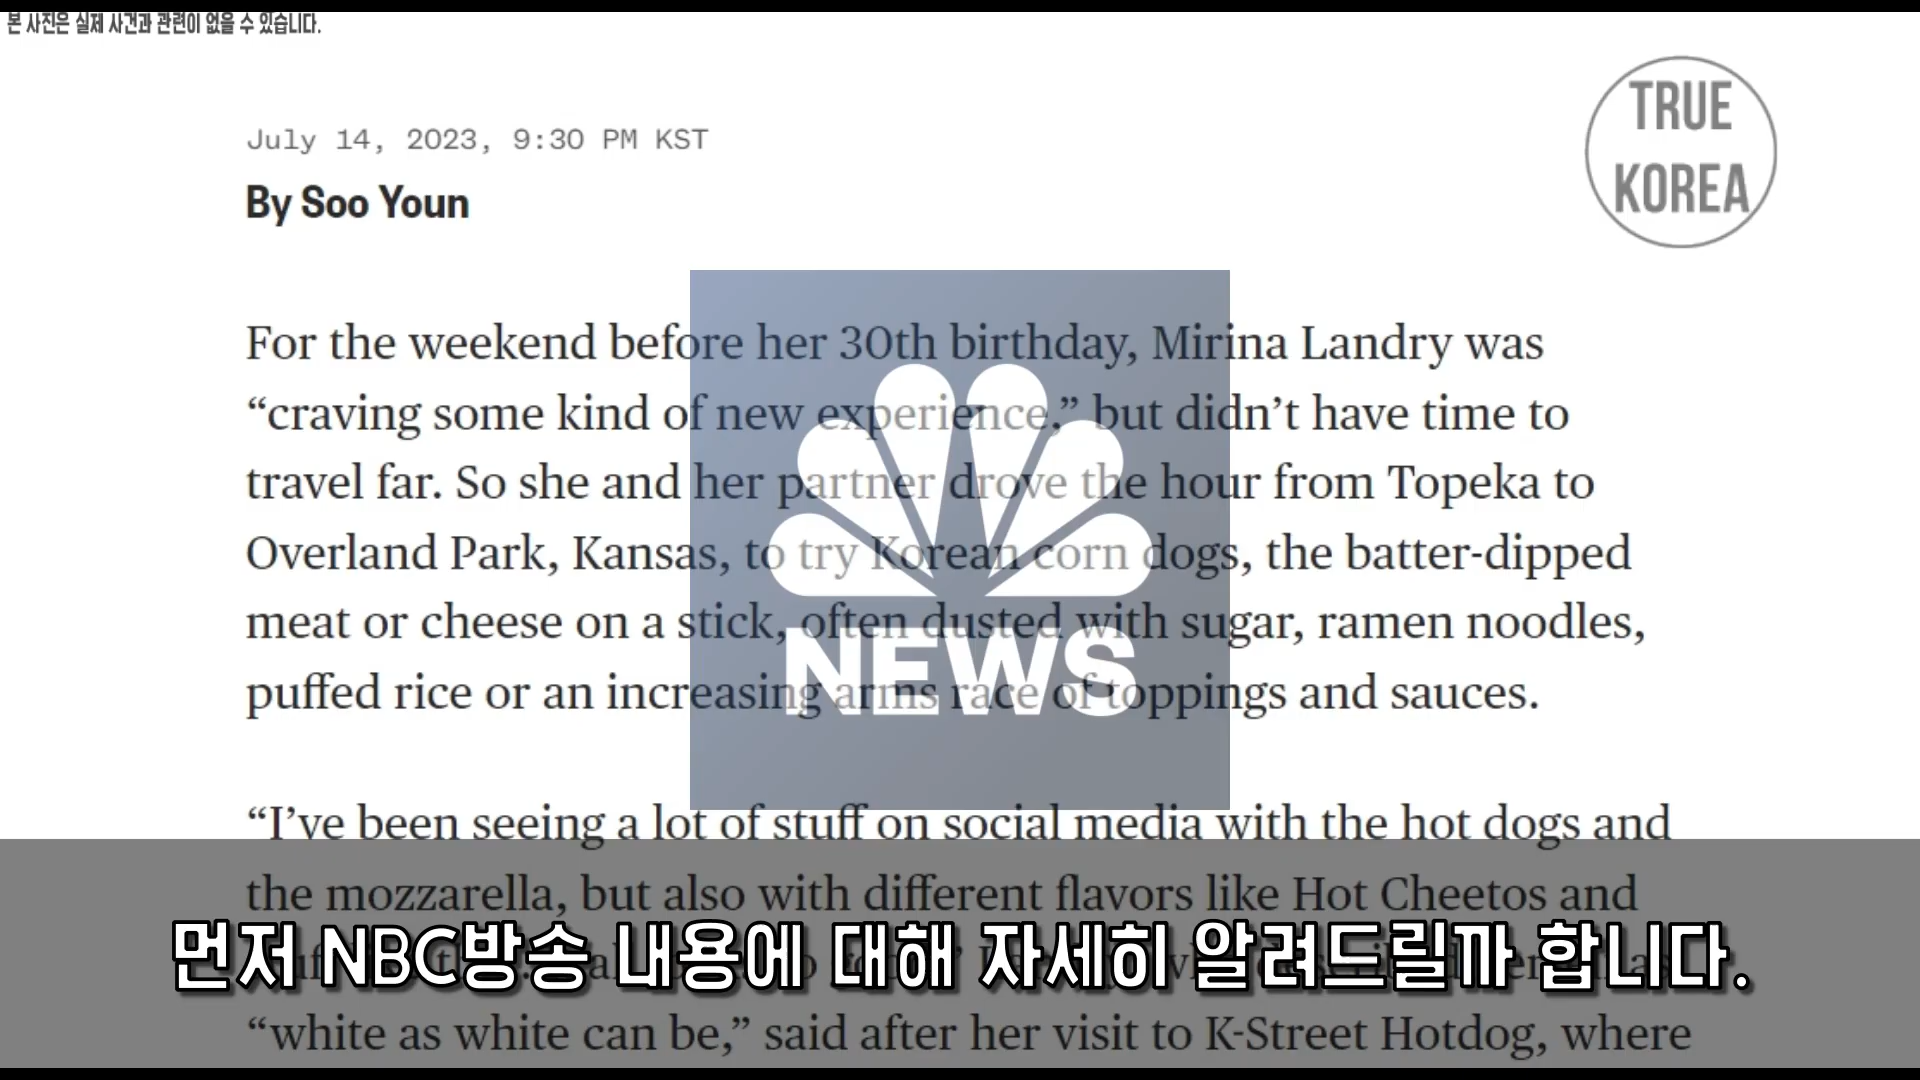 본 사진은 실제 사건과 관련이 없을 수 있습니다.
TRUE
KOREA
July 14, 2023, 9:30 PM KST
By Soo Youn
For the weekend before her 30th birthday, Mirina Landry was
“craving some kind of new experience,” but didn’t have time to
travel far. So she and her partner drove the hour from Topeka to
Overland Park, Kansas, to try Korean corn dogs, the batter-dipped
meat or cheese on a stick, often dusted with sugar, ramen noodles,
puffed rice or an increasing arms race of toppings and sauces.
NEWS
“I’ve been seeing a lot of stuff on social media with the hot dogs and
the mozzarella, but also with different flavors like Hot Cheetos and
먼저 NBC방송 내용에 대해 자세히 알려드릴까 합니다.
“white as white can be,” said after her visit to K-Street Hotdog, where